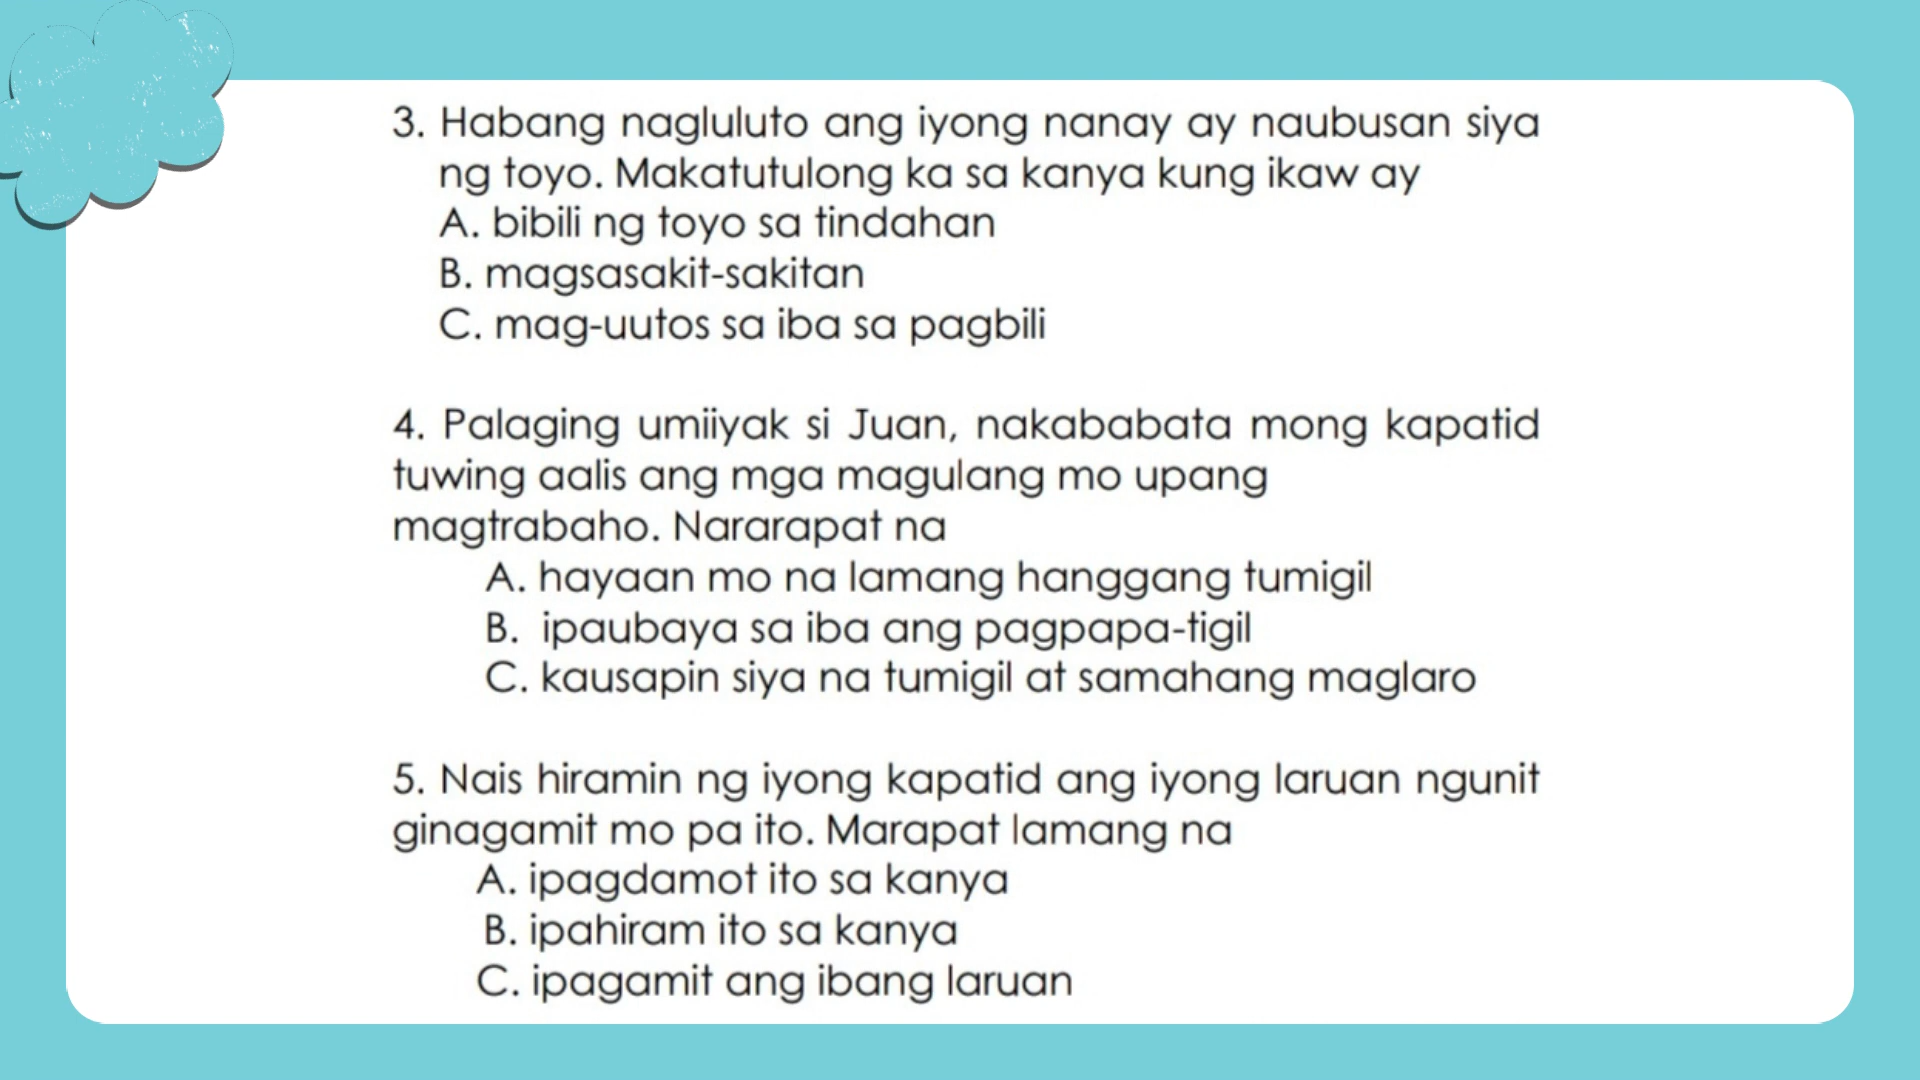 3. Habang nagluluto ang iyong nanay ay naubusan siya
ng toyo. Makatutulong ka sa kanya kung ikaw ay
A. bibili ng toyo sa tindahan
B. magsasakit-sakitan
C. mag-uutos sa iba sa pagbili
4. Palaging umiiyak si Juan, nakababata mong kapatid
tuwing aalis ang mga magulang mo upang
magtrabaho. Nararapat na
A. hayaan mo na lamang hanggang tumigil
B. ipaubaya sa iba ang pagpapa-tigil
C. kausapin siya na tumigil at samahang maglaro
5. Nais hiramin ng iyong kapatid ang iyong laruan ngunit
ginagamit mo pa ito. Marapat lamang na
A. ipagdamot ito sa kanya
B. ipahiram ito sa kanya
C. ipagamit ang ibang laruan